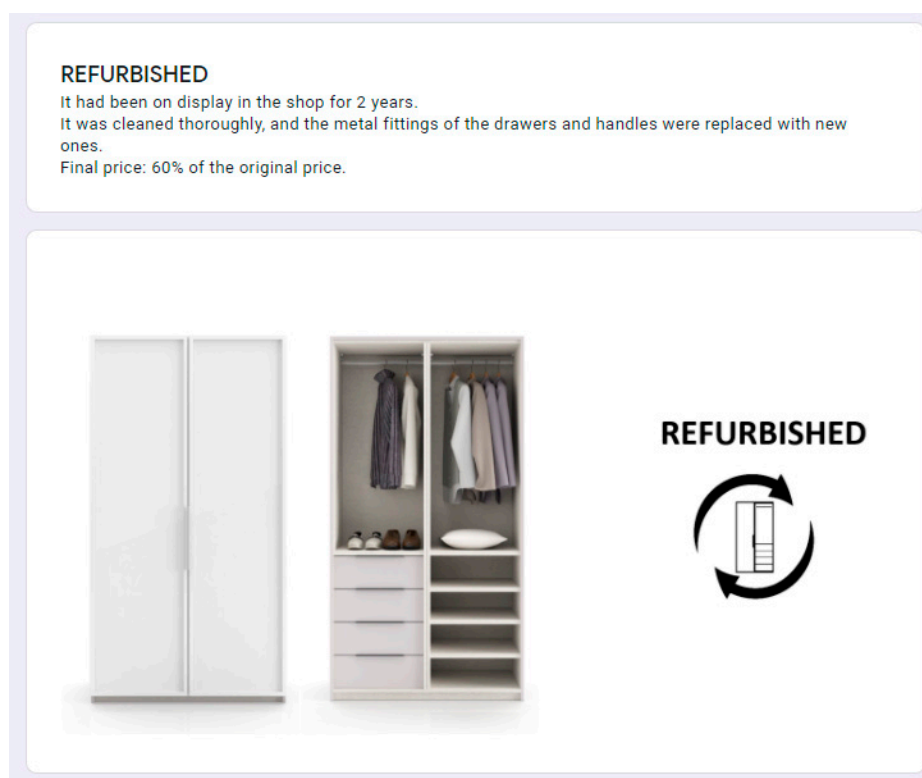 REFURBISHED
It had been on display in the shop for 2 years.
It was cleaned thoroughly, and the metal fittings of the drawers and handles were replaced with new
ones.
Final price: 60% of the original price.
REFURBISHED